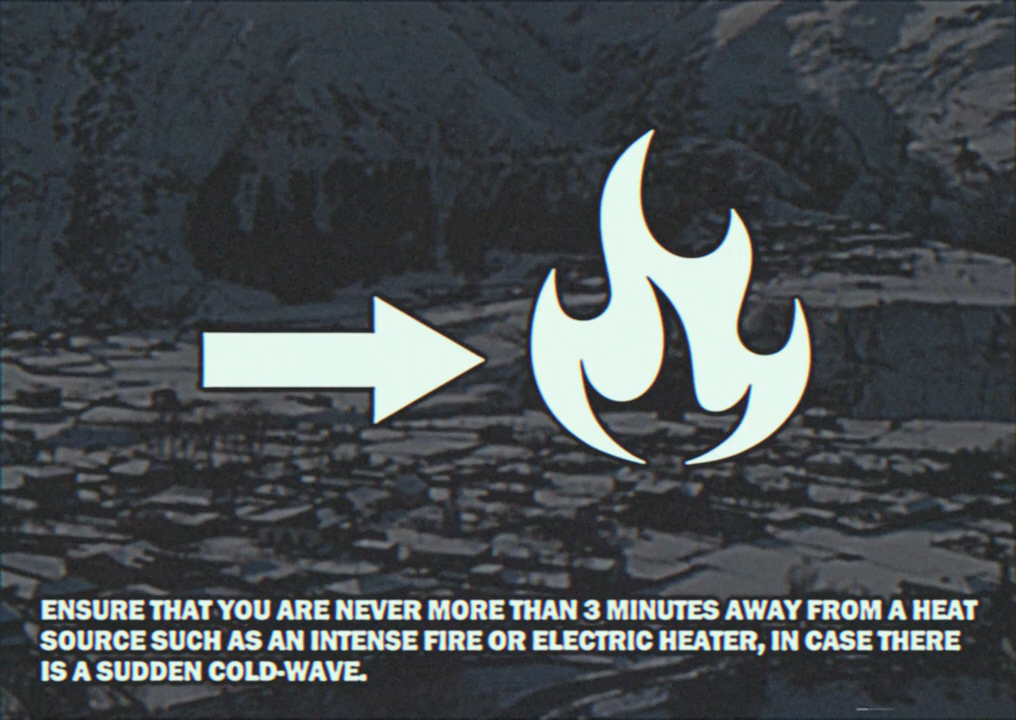 ENSURE THAT YOU ARE NEVER MORE THAN 3 MINUTES AWAY FROM A HEAT
SOURCE SUCH AS AN INTENSE FIRE OR ELECTRIC HEATER, IN CASE THERE
IS A SUDDEN COLD-WAVE.